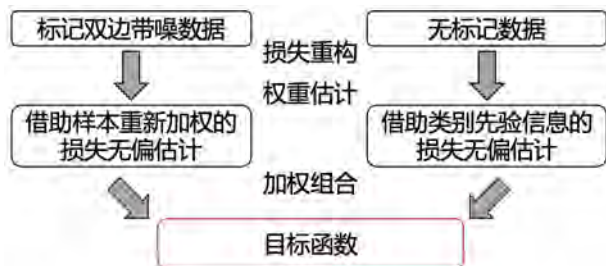 标记双边带噪数据
无标记数据
损失重构
权重估计
借助样本重新加权的
损失无偏估计
借助类别先验信息的
损失无偏估计
加权组合
目标函数